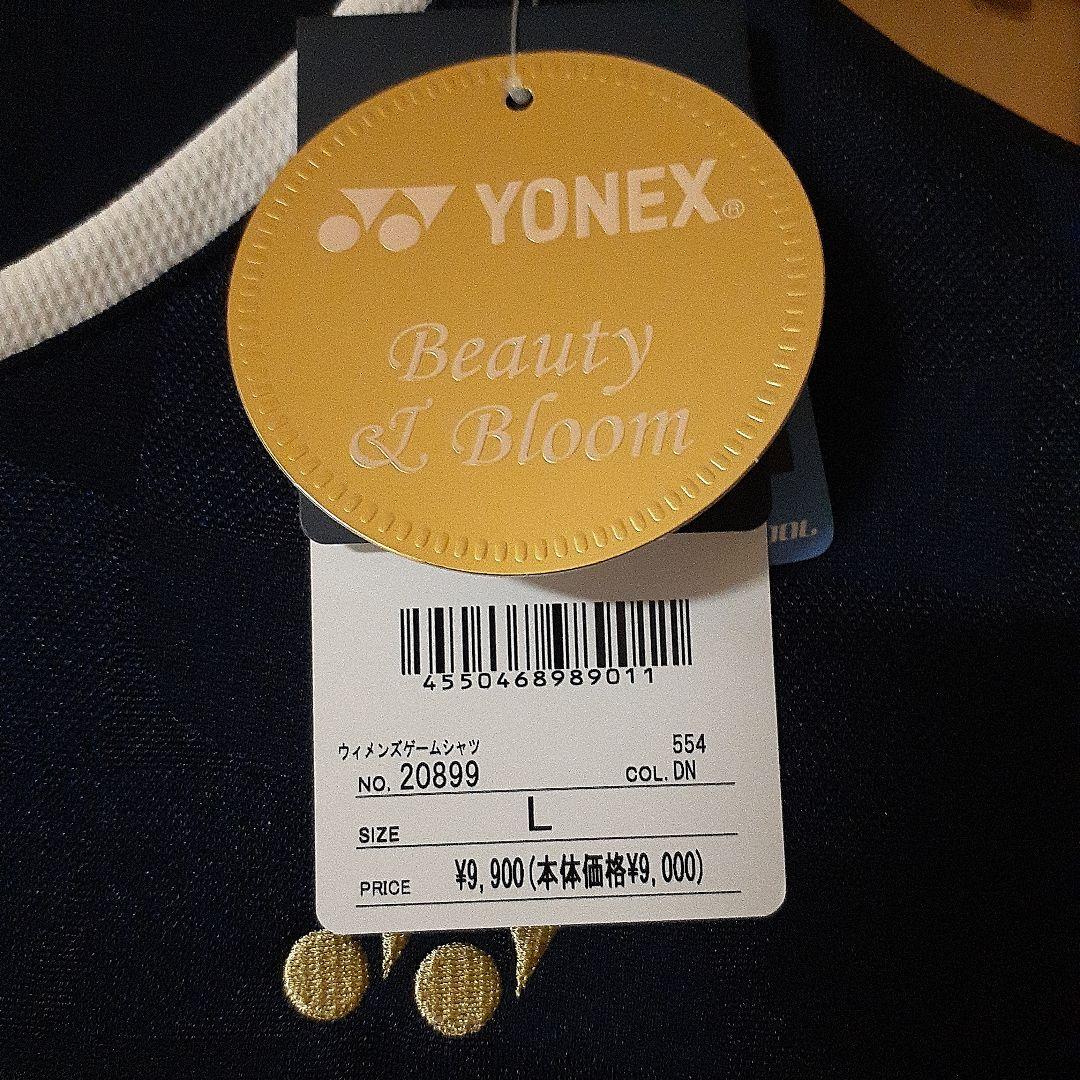 YONEX®
Beauty
& Bloom
4550468989011
ウィメンズゲームシャツ 554
NO. 20899 COL. DN
SIZE L
PRICE ¥9,900(本体価格¥9,000)